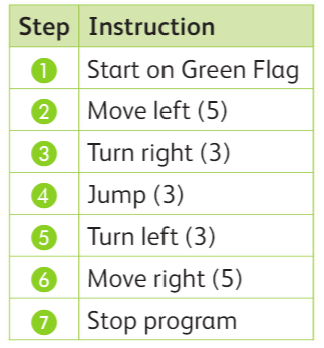 Step Instruction
1 Start on Green Flag
2 Move left (5)
3 Turn right (3)
4 Jump (3)
5 Turn left (3)
6 Move right (5)
7 Stop program